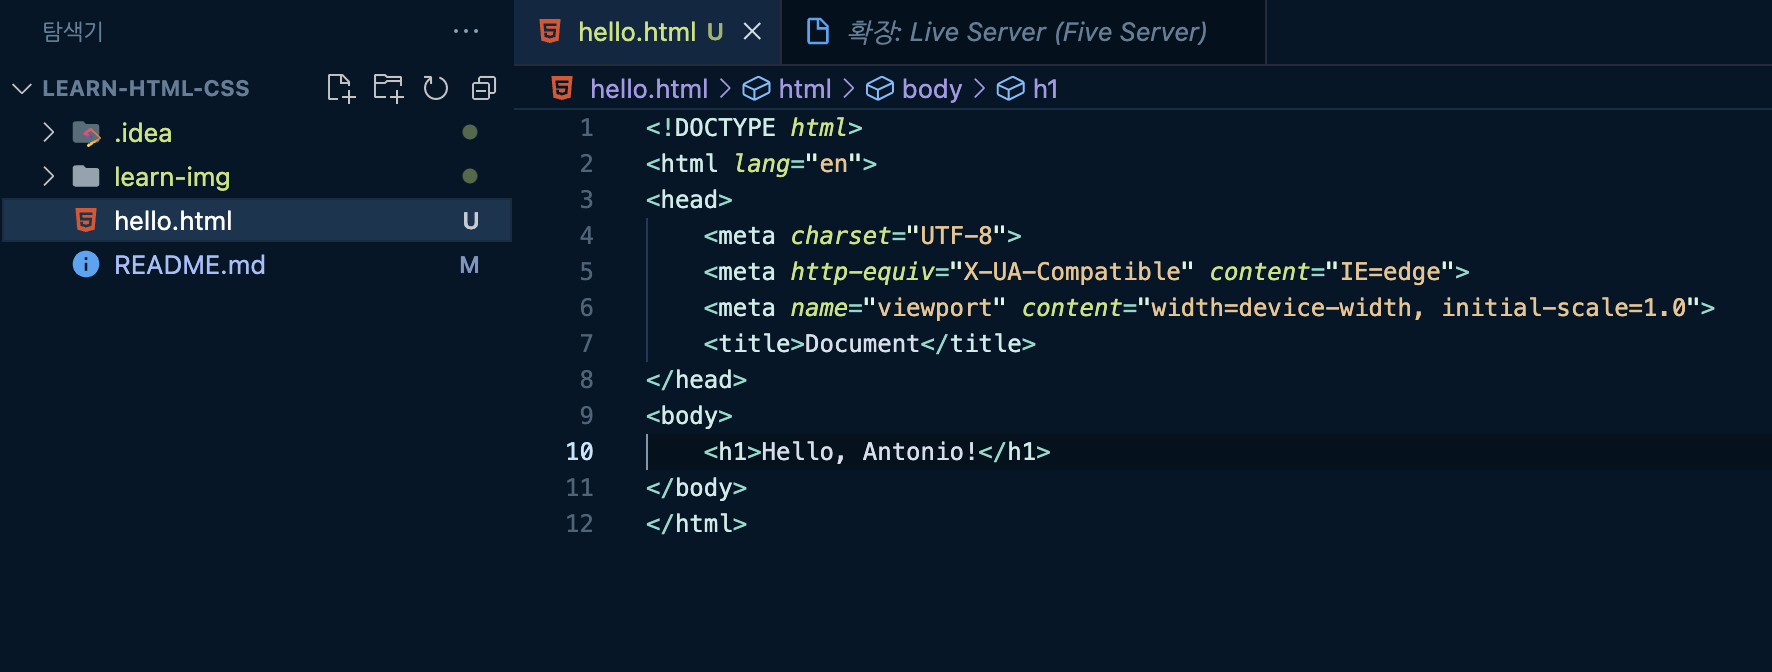 탐색기
LEARN-HTML-CSS
.idea
learn-img
hello.html U
README.md M
hello.html U
확장: Live Server (Five Server)
hello.html > html > body > h1
1 <!DOCTYPE html>
2 <html lang="en">
3 <head>
4     <meta charset="UTF-8">
5     <meta http-equiv="X-UA-Compatible" content="IE=edge">
6     <meta name="viewport" content="width=device-width, initial-scale=1.0">
7     <title>Document</title>
8 </head>
9 <body>
10     <h1>Hello, Antonio!</h1>
11 </body>
12 </html>